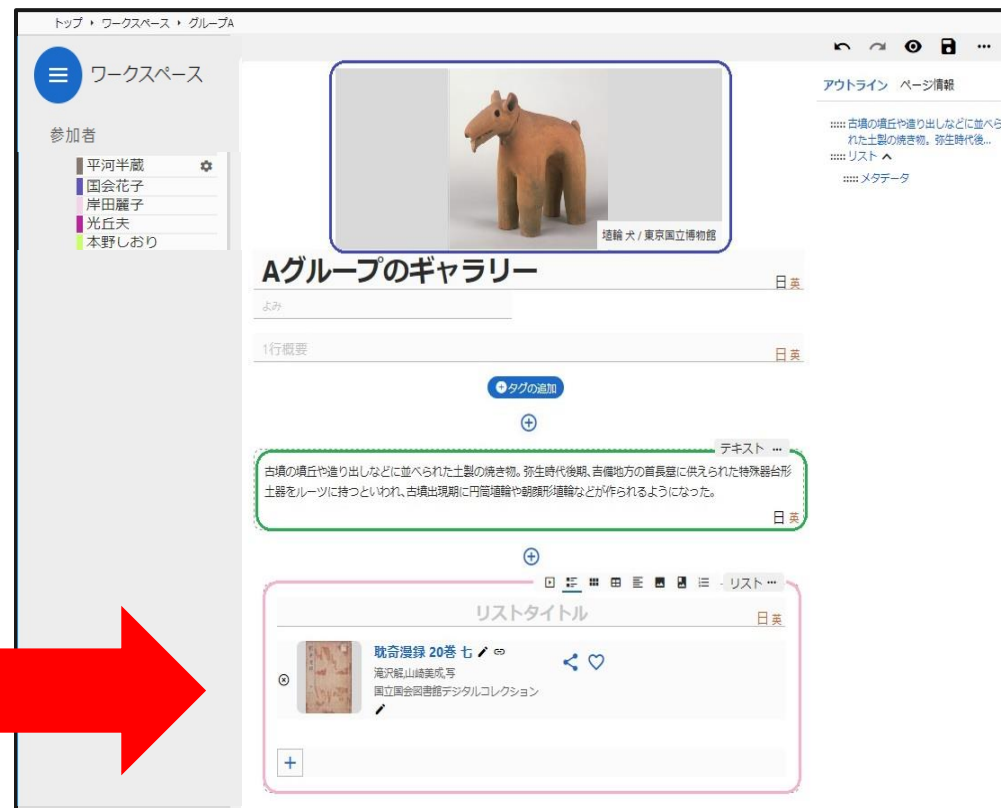 トップ ・ ワークスペース ・ グループA
ワークスペース
参加者
平河半蔵
国会花子
岸田麗子
光丘夫
本野しおり
埴輪 犬 / 東京国立博物館
Aグループのギャラリー
日 英
よみ
1行概要
日 英
タグの追加
テキスト ···
古墳の墳丘や造り出しなどに並べられた土製の焼き物。弥生時代後期、吉備地方の首長墓に供えられた特殊器台形
土器をルーツに持つといわれ、古墳出現期に円筒埴輪や朝顔形埴輪などが作られるようになった。
日 英
リスト ···
リストタイトル
日 英
耽奇漫録 20巻 七
滝沢解,山崎美成,写
国立国会図書館デジタルコレクション
アウトライン ページ情報
古墳の墳丘や造り出しなどに並べら
れた土製の焼き物。弥生時代後...
リスト
メタデータ